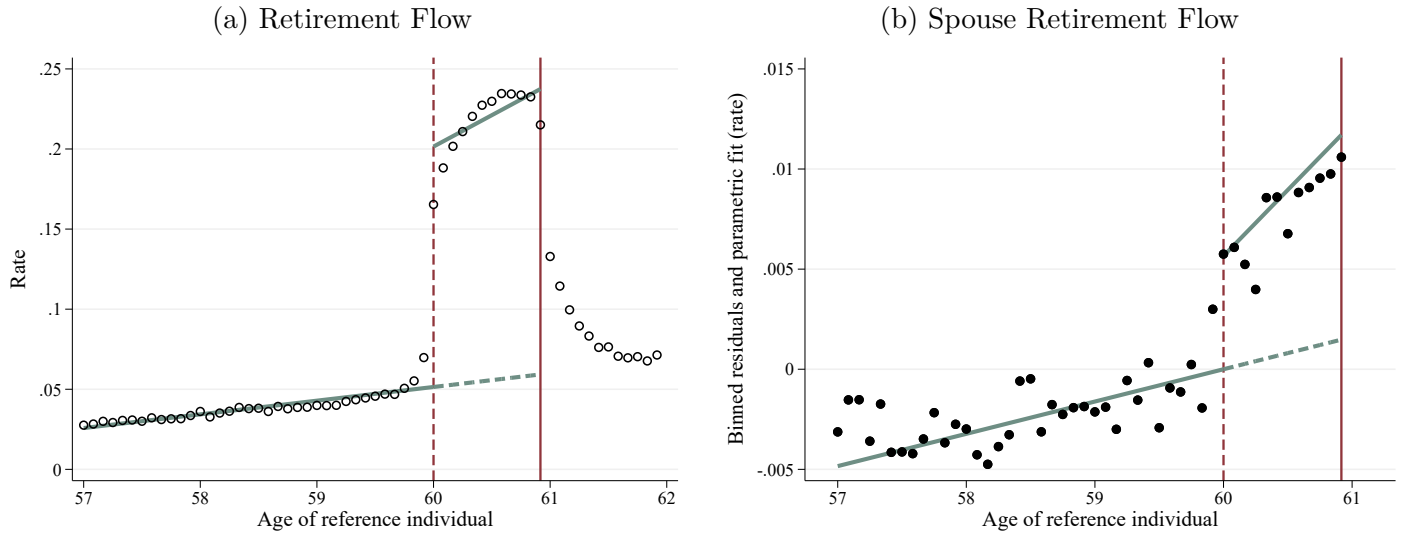 (a) Retirement Flow
.25
.2
.15
.1
.05
0
Rate
57 58 59 60 61 62
Age of reference individual
(b) Spouse Retirement Flow
.015
.01
.005
0
-.005
Binned residuals and parametric fit (rate)
57 58 59 60 61
Age of reference individual